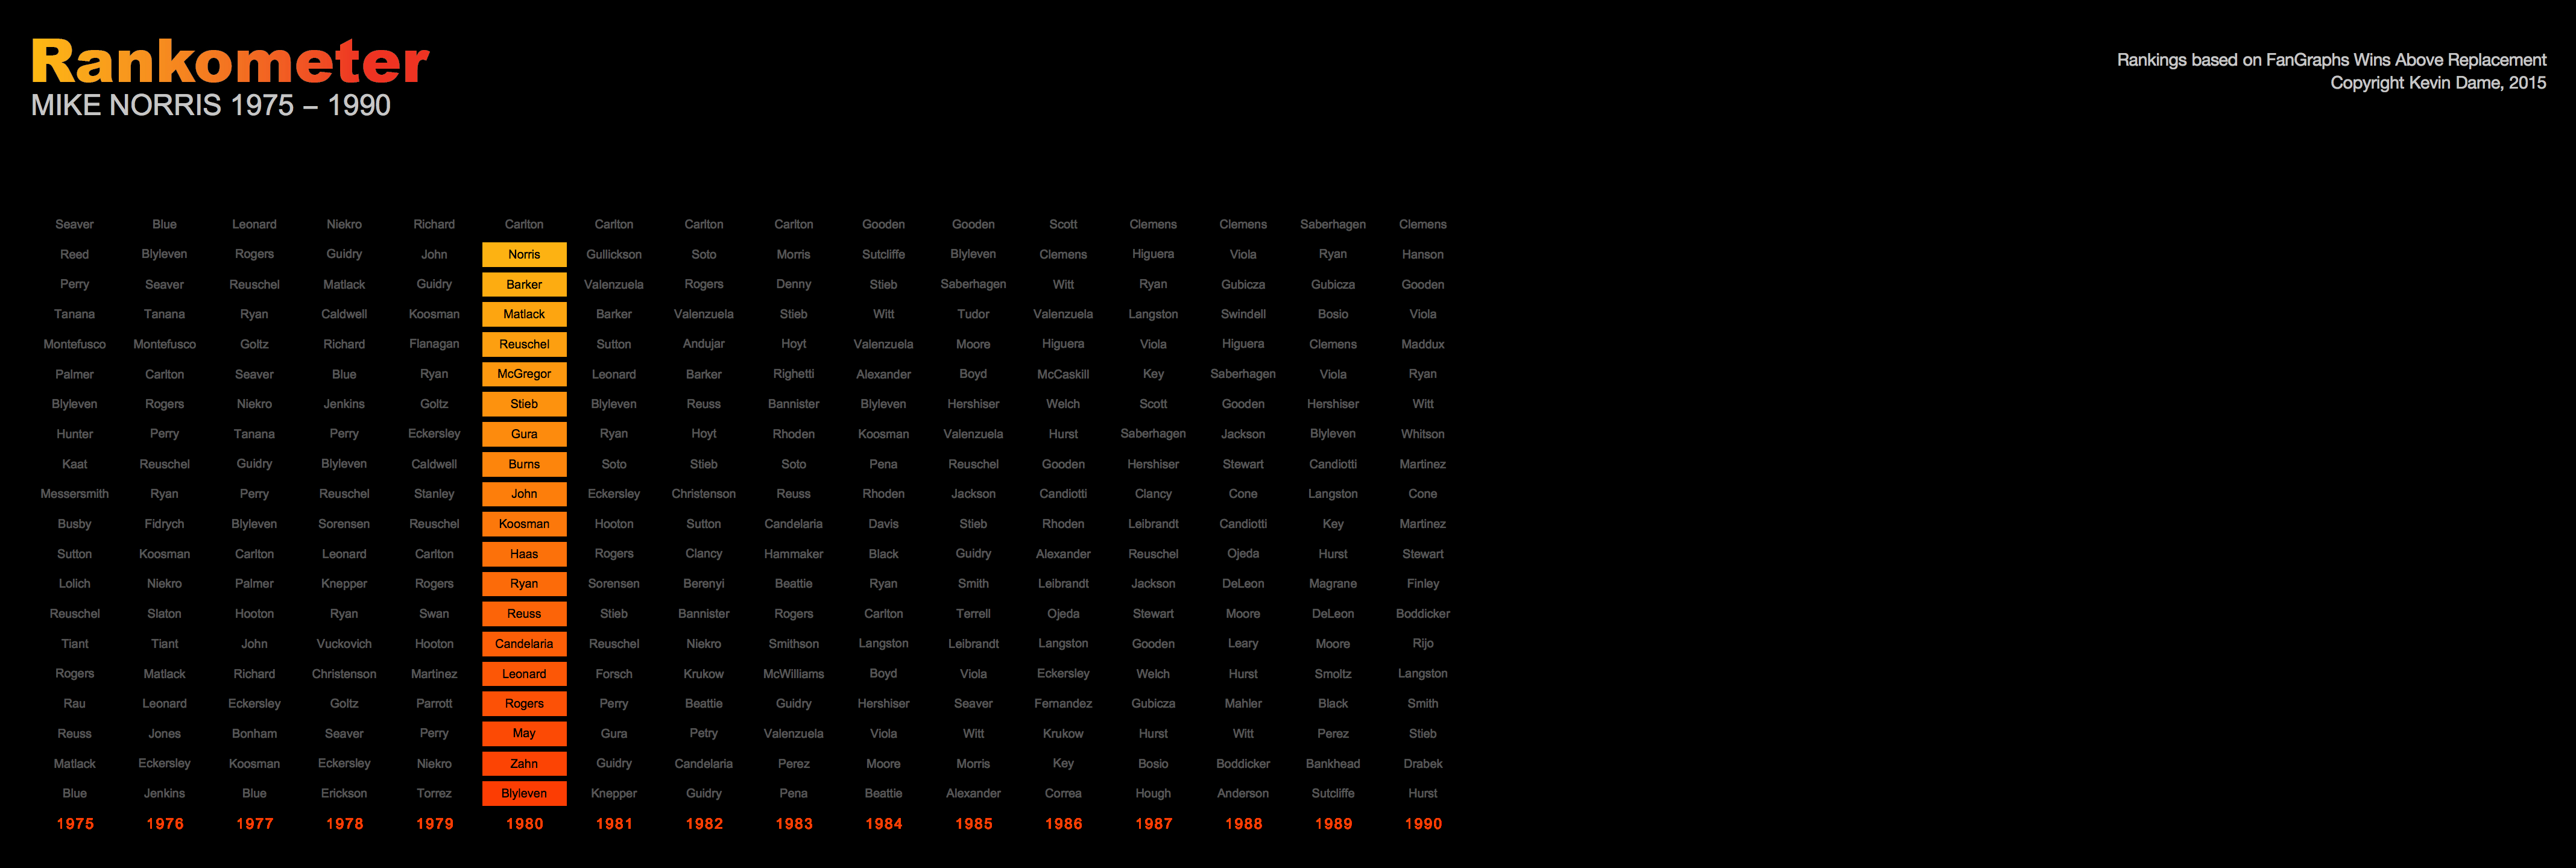 Rankometer
MIKE NORRIS 1975 – 1990
Rankings based on FanGraphs Wins Above Replacement
Copyright Kevin Dame, 2015
Seaver Blue Leonard Niekro Richard Carlton Carlton Carlton Carlton Gooden Gooden Scott Clemens Clemens Saberhagen Clemens
Reed Blyleven Rogers Guidry John Norris Gullickson Soto Morris Sutcliffe Blyleven Clemens Higuera Viola Ryan Hanson
Perry Seaver Reuschel Matlack Guidry Barker Valenzuela Rogers Denny Stieb Saberhagen Witt Ryan Gubicza Gubicza Gooden
Tanana Tanana Ryan Caldwell Koosman Matlack Barker Valenzuela Stieb Witt Tudor Valenzuela Langston Swindell Bosio Viola
Montefusco Montefusco Goltz Richard Flanagan Reuschel Sutton Andujar Hoyt Valenzuela Moore Higuera Viola Higuera Clemens Maddux
Palmer Carlton Seaver Blue Ryan McGregor Leonard Barker Righetti Alexander Boyd McCaskill Key Saberhagen Viola Ryan
Blyleven Rogers Niekro Jenkins Goltz Stieb Blyleven Reuss Bannister Blyleven Hershiser Welch Scott Gooden Hershiser Witt
Hunter Perry Tanana Perry Eckersley Gura Ryan Hoyt Rhoden Koosman Valenzuela Hurst Saberhagen Jackson Blyleven Whitson
Kaat Reuschel Guidry Blyleven Caldwell Burns Soto Stieb Soto Pena Reuschel Gooden Hershiser Stewart Candiotti Martinez
Messersmith Ryan Perry Reuschel Stanley John Eckersley Christenson Reuss Rhoden Jackson Candiotti Clancy Cone Langston Cone
Busby Fidrych Blyleven Sorensen Reuschel Koosman Hooton Sutton Candelaria Davis Stieb Rhoden Leibrandt Candiotti Key Martinez
Sutton Koosman Carlton Leonard Carlton Haas Rogers Clancy Hammaker Black Guidry Alexander Reuschel Ojeda Hurst Stewart
Lolich Niekro Palmer Knepper Rogers Ryan Sorensen Berenyi Beattie Ryan Smith Leibrandt Jackson DeLeon Magrane Finley
Reuschel Slaton Hooton Ryan Swan Reuss Stieb Bannister Rogers Carlton Terrell Ojeda Stewart Moore DeLeon Boddicker
Tiant Tiant John Vuckovich Hooton Candelaria Reuschel Niekro Smithson Langston Leibrandt Langston Gooden Leary Moore Rijo
Rogers Matlack Richard Christenson Martinez Leonard Forsch Krukow McWilliams Boyd Viola Eckersley Welch Hurst Smoltz Langston
Rau Leonard Eckersley Goltz Parrott Rogers Perry Beattie Guidry Hershiser Seaver Fernandez Gubicza Mahler Black Smith
Reuss Jones Bonham Seaver Perry May Gura Petry Valenzuela Viola Witt Krukow Hurst Witt Perez Stieb
Matlack Eckersley Koosman Eckersley Niekro Zahn Guidry Candelaria Perez Moore Morris Key Bosio Boddicker Bankhead Drabek
Blue Jenkins Blue Erickson Torrez Blyleven Knepper Guidry Pena Beattie Alexander Correa Hough Anderson Sutcliffe Hurst
1975 1976 1977 1978 1979 1980 1981 1982 1983 1984 1985 1986 1987 1988 1989 1990